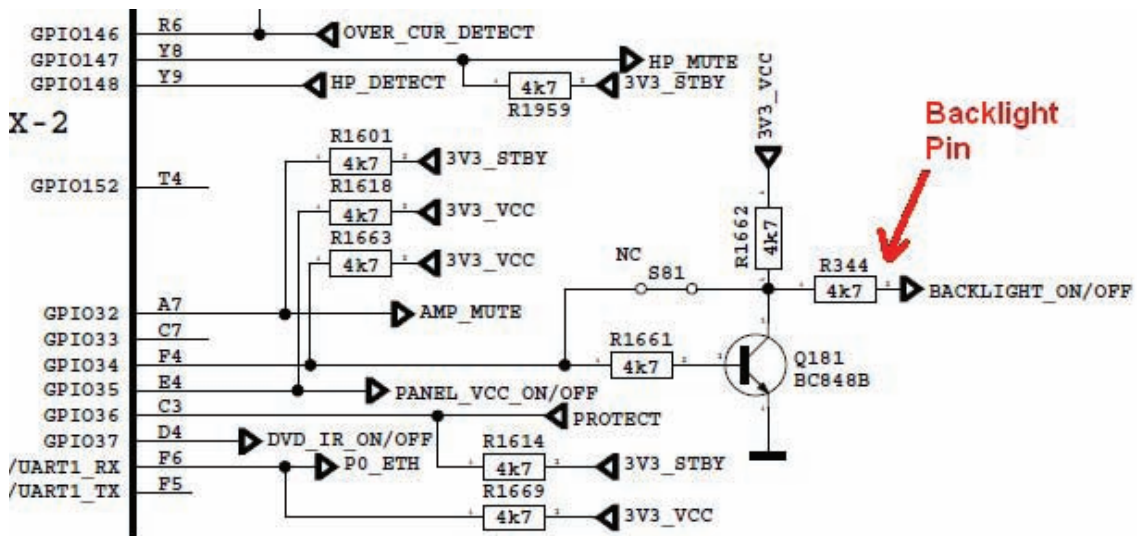 GPIO146 R6 OVER_CUR_DETECT
GPIO147 Y8 HP_MUTE
GPIO148 Y9 HP_DETECT 4k7 3V3_STBY
R1959
3V3_VCC
X-2
Backlight
Pin
R1601
4k7 3V3_STBY
GPIO152 T4
R1618
4k7 3V3_VCC
R1663
4k7 3V3_VCC
R1662
4k7
NC
S81
R344
4k7 BACKLIGHT_ON/OFF
GPIO32 A7 AMP_MUTE
GPIO33 C7
GPIO34 F4
R1661
4k7
Q181
BC848B
GPIO35 E4 PANEL_VCC_ON/OFF
GPIO36 C3 PROTECT
GPIO37 D4 DVD_IR_ON/OFF
R1614
4k7 3V3_STBY
/UART1_RX F6 P0_ETH
/UART1_TX F5
R1669
4k7 3V3_VCC